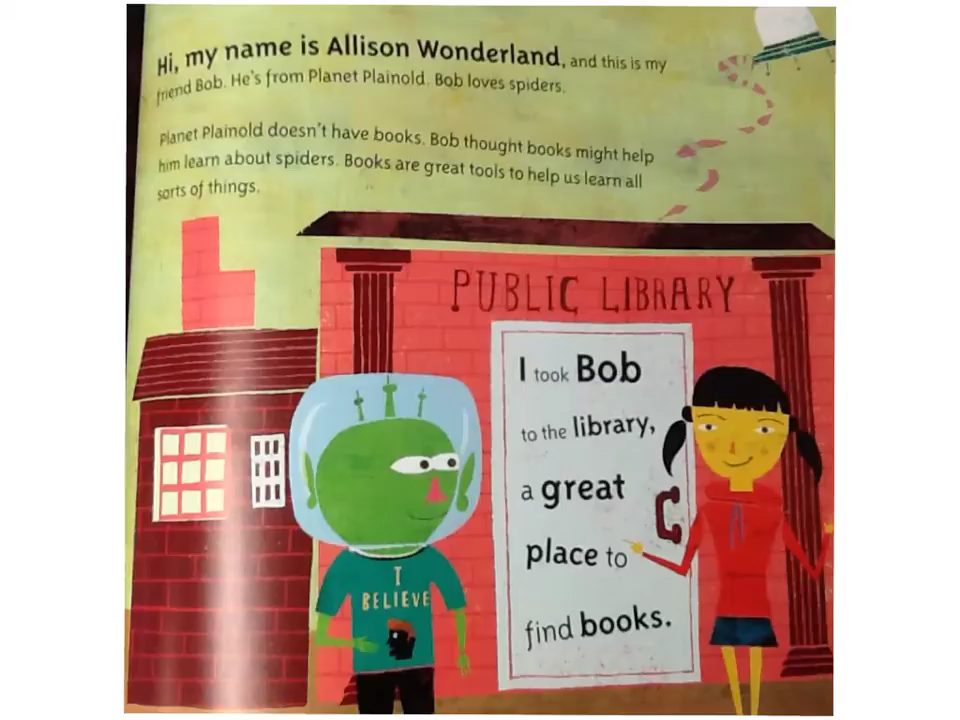 Hi, my name is Allison Wonderland, and this is my
friend Bob. He's from Planet Plainold. Bob loves spiders.
Planet Plainold doesn't have books. Bob thought books might help
him learn about spiders. Books are great tools to help us learn all
sorts of things.
PUBLIC LIBRARY
I took Bob
to the library,
a great
place to
find books.
I
BELIEVE